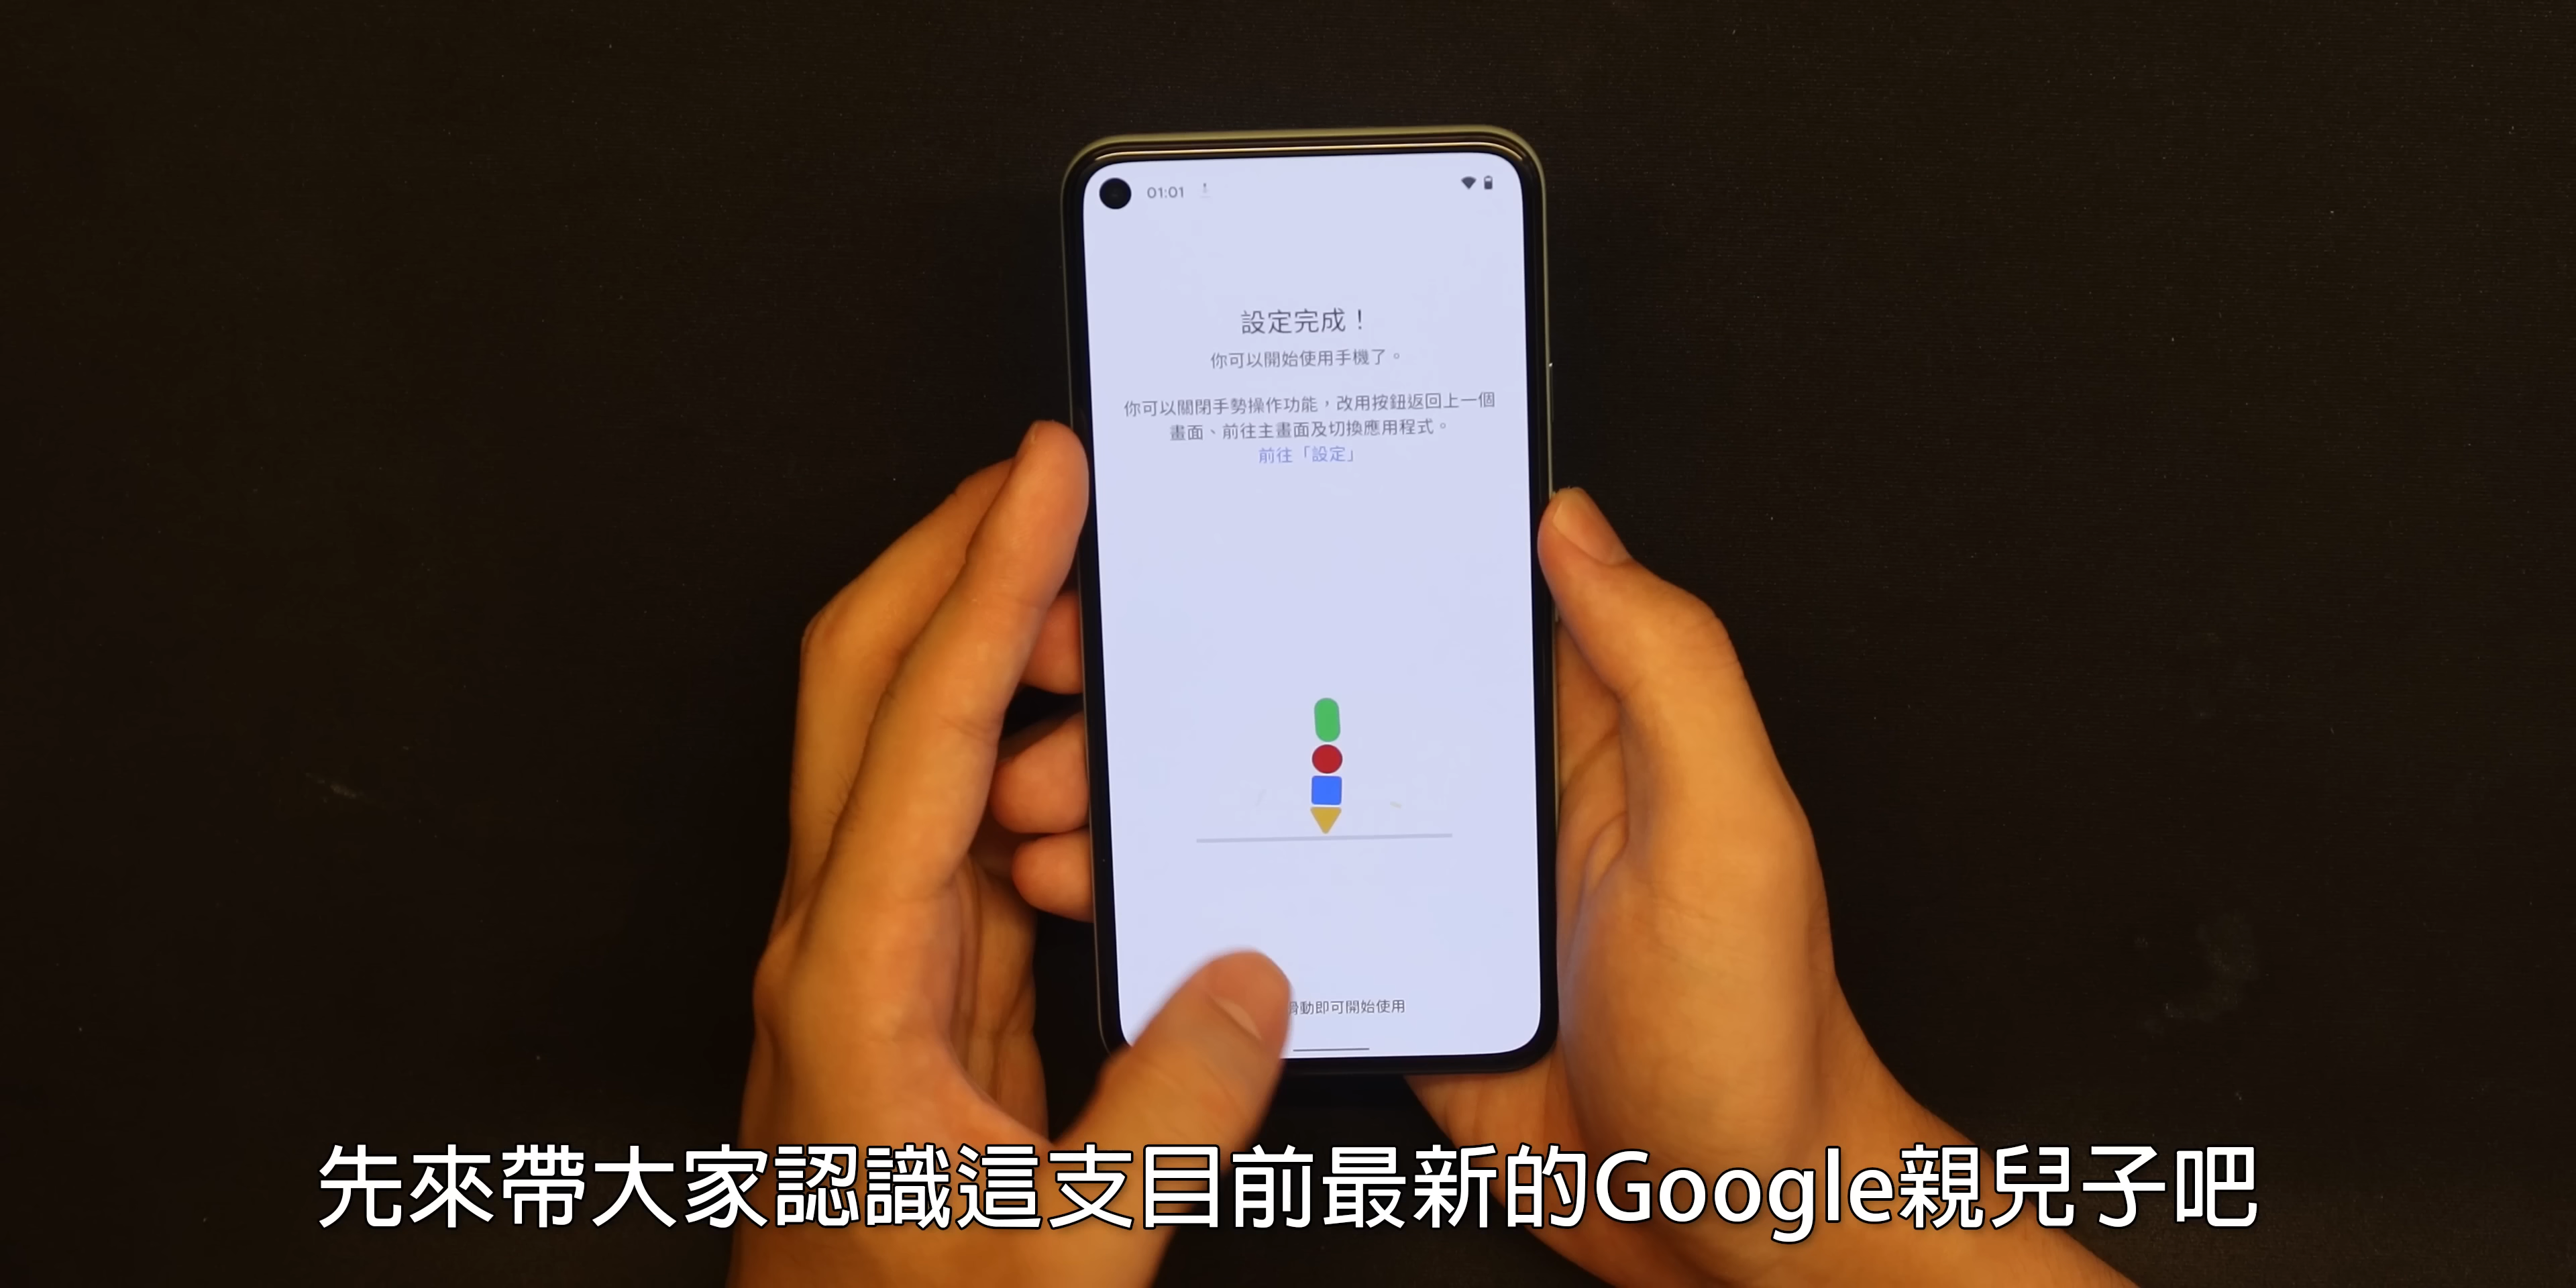 01:01
設定完成！
你可以開始使用手機了。
你可以關閉手勢操作功能，改用按鈕返回上一個
畫面、前往主畫面及切換應用程式。
前往「設定」
滑動即可開始使用
先來帶大家認識這支目前最新的Google親兒子吧